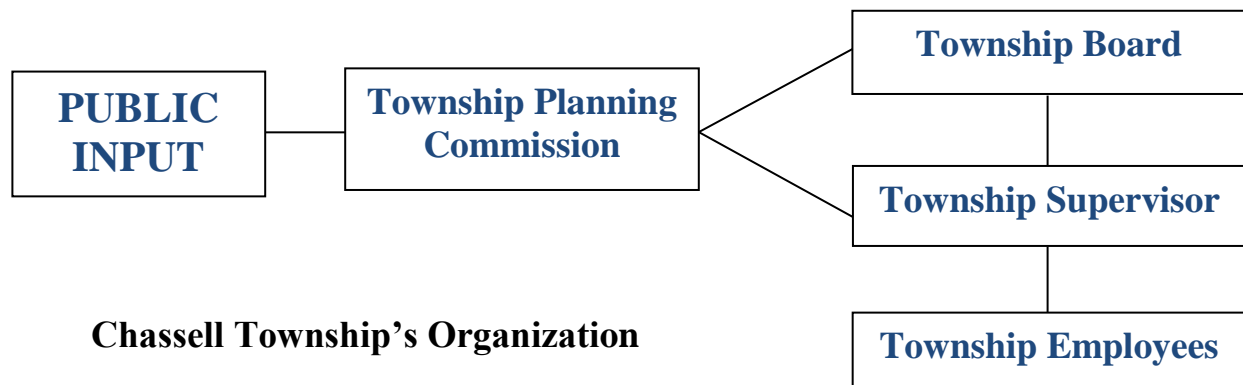 PUBLIC
INPUT
Township Planning
Commission
Township Board
Township Supervisor
Township Employees
Chassell Township’s Organization